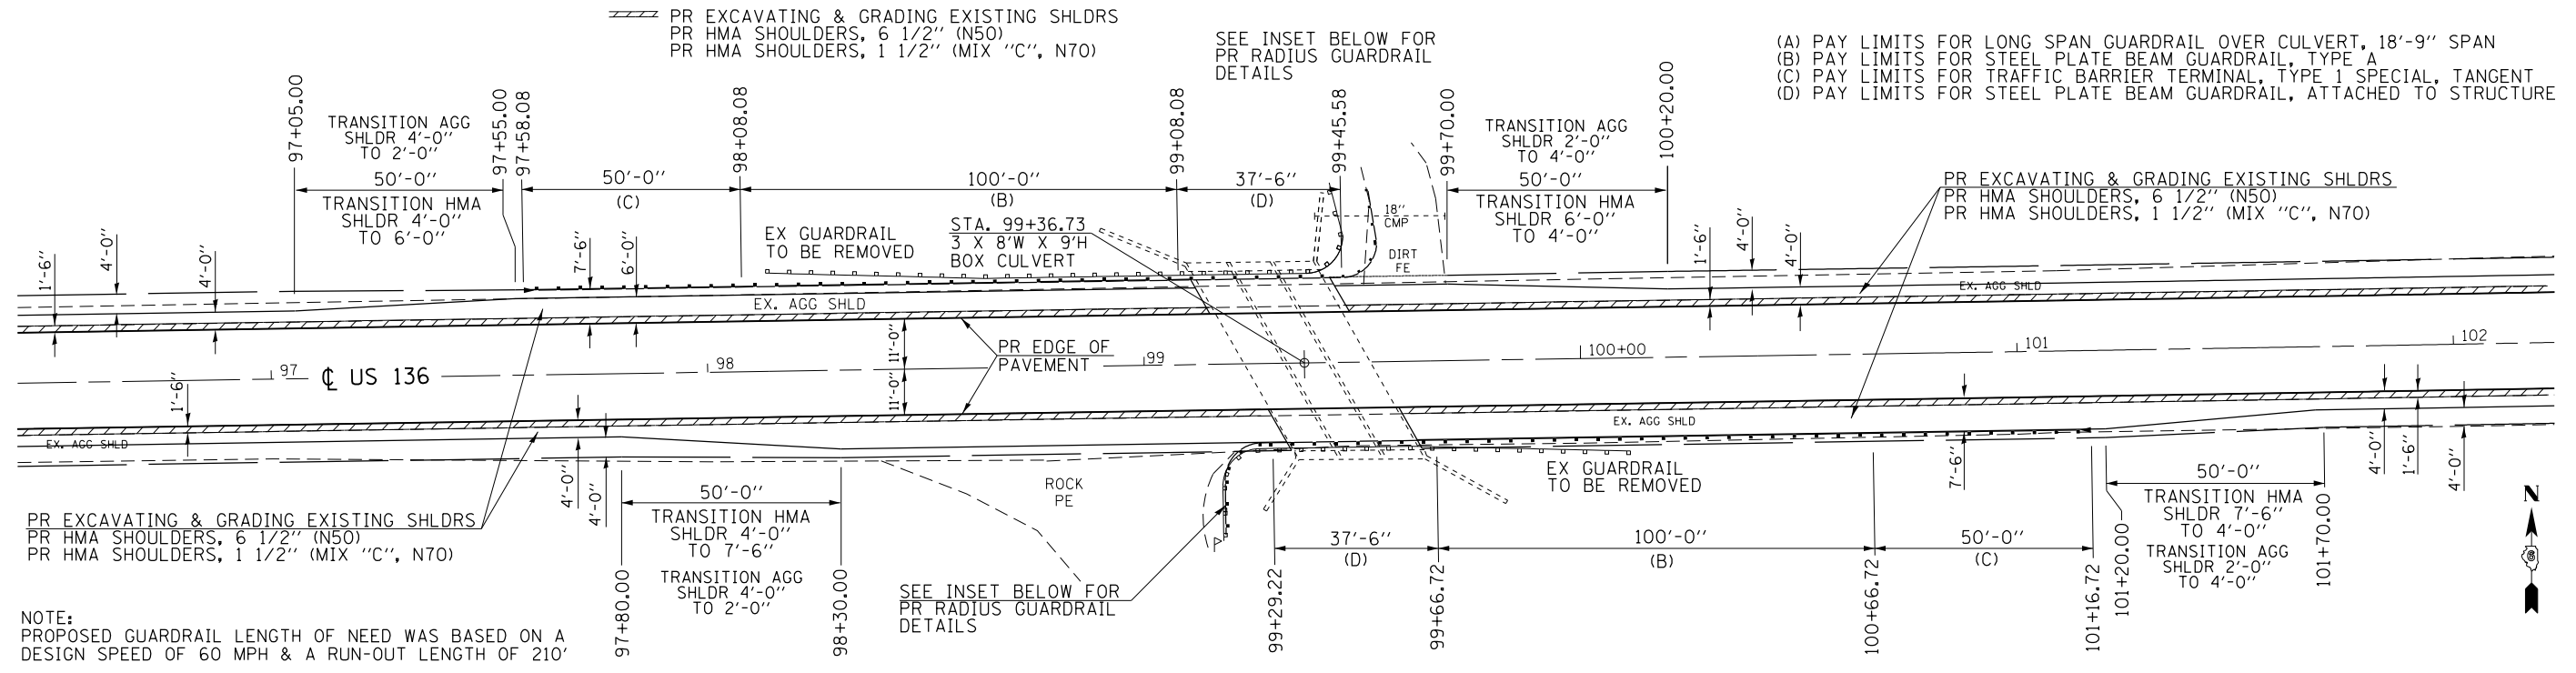 PR EXCAVATING & GRADING EXISTING SHLDRS
PR HMA SHOULDERS, 6 1/2" (N50)
PR HMA SHOULDERS, 1 1/2" (MIX "C", N70)
SEE INSET BELOW FOR
PR RADIUS GUARDRAIL
DETAILS
(A) PAY LIMITS FOR LONG SPAN GUARDRAIL OVER CULVERT, 18'-9" SPAN
(B) PAY LIMITS FOR STEEL PLATE BEAM GUARDRAIL, TYPE A
(C) PAY LIMITS FOR TRAFFIC BARRIER TERMINAL, TYPE 1 SPECIAL, TANGENT
(D) PAY LIMITS FOR STEEL PLATE BEAM GUARDRAIL, ATTACHED TO STRUCTURE
97+05.00
TRANSITION AGG
SHLDR 4'-0"
TO 2'-0"
50'-0"
TRANSITION HMA
SHLDR 4'-0"
TO 6'-0"
97+55.00
97+58.08
50'-0"
(C)
98+08.08
100'-0"
(B)
99+08.08
37'-6"
(D)
99+45.58
99+70.00
TRANSITION AGG
SHLDR 2'-0"
TO 4'-0"
50'-0"
TRANSITION HMA
SHLDR 6'-0"
TO 4'-0"
100+20.00
PR EXCAVATING & GRADING EXISTING SHLDRS
PR HMA SHOULDERS, 6 1/2" (N50)
PR HMA SHOULDERS, 1 1/2" (MIX "C", N70)
1'-6"
4'-0"
4'-0"
7'-6"
6'-0"
EX GUARDRAIL
TO BE REMOVED
STA. 99+36.73
3 X 8'W X 9'H
BOX CULVERT
18"
CMP
DIRT
FE
1'-6"
4'-0"
4'-0"
EX. AGG SHLD
EX. AGG SHLD
11'-0"
11'-0"
PR EDGE OF
PAVEMENT
97
℄ US 136
98
99
100+00
101
102
1'-6"
EX. AGG SHLD
EX. AGG SHLD
4'-0"
4'-0"
ROCK
PE
EX GUARDRAIL
TO BE REMOVED
7'-6"
4'-0"
1'-6"
4'-0"
PR EXCAVATING & GRADING EXISTING SHLDRS
PR HMA SHOULDERS, 6 1/2" (N50)
PR HMA SHOULDERS, 1 1/2" (MIX "C", N70)
97+80.00
50'-0"
TRANSITION HMA
SHLDR 4'-0"
TO 7'-6"
TRANSITION AGG
SHLDR 4'-0"
TO 2'-0"
98+30.00
SEE INSET BELOW FOR
PR RADIUS GUARDRAIL
DETAILS
99+29.22
37'-6"
(D)
99+66.72
100'-0"
(B)
100+66.72
50'-0"
(C)
101+16.72
101+20.00
50'-0"
TRANSITION HMA
SHLDR 7'-6"
TO 4'-0"
TRANSITION AGG
SHLDR 2'-0"
TO 4'-0"
101+70.00
N
NOTE:
PROPOSED GUARDRAIL LENGTH OF NEED WAS BASED ON A
DESIGN SPEED OF 60 MPH & A RUN-OUT LENGTH OF 210'